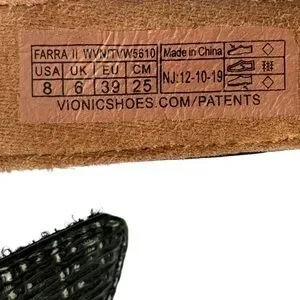 FARRA II WVN/TVW5610
USA UK EU CM
8 6 39 25
Made in China
NJ:12-10-19
VIONICSHOES.COM/PATENTS